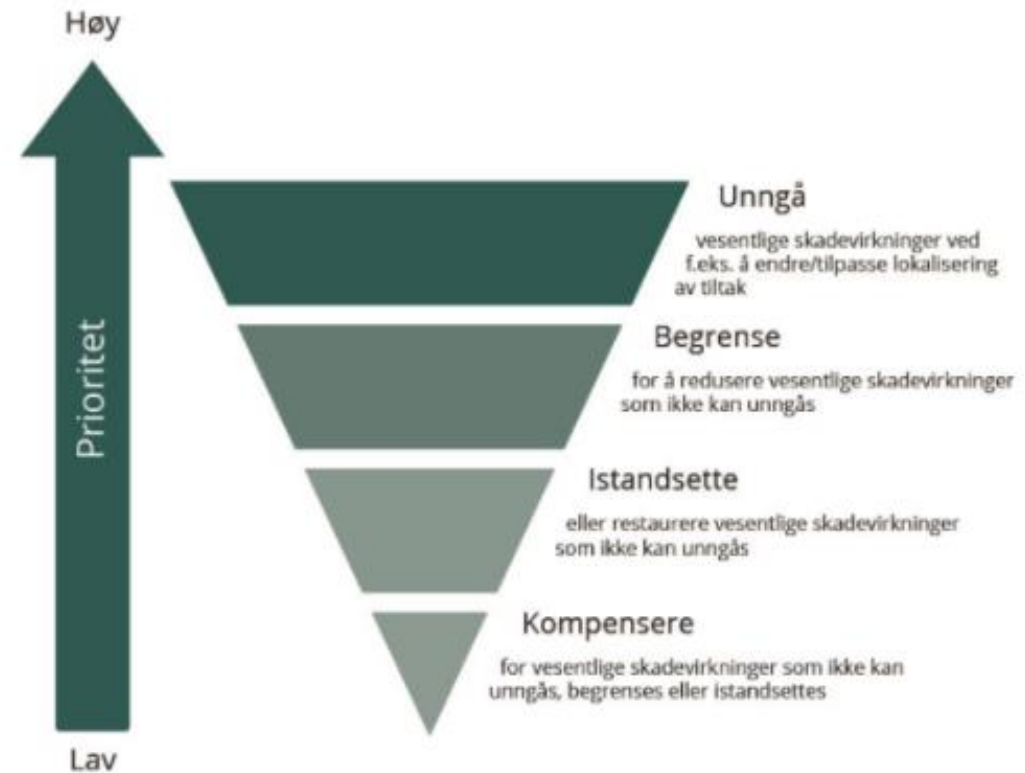 Høy
Prioritet
Lav
Unngå
vesentlige skadevirkninger ved
f.eks. å endre/tilpasse lokalisering
av tiltak
Begrense
for å redusere vesentlige skadevirkninger
som ikke kan unngås
Istandsette
eller restaurere vesentlige skadevirkninger
som ikke kan unngås
Kompensere
for vesentlige skadevirkninger som ikke kan
unngås, begrenses eller istandsettes